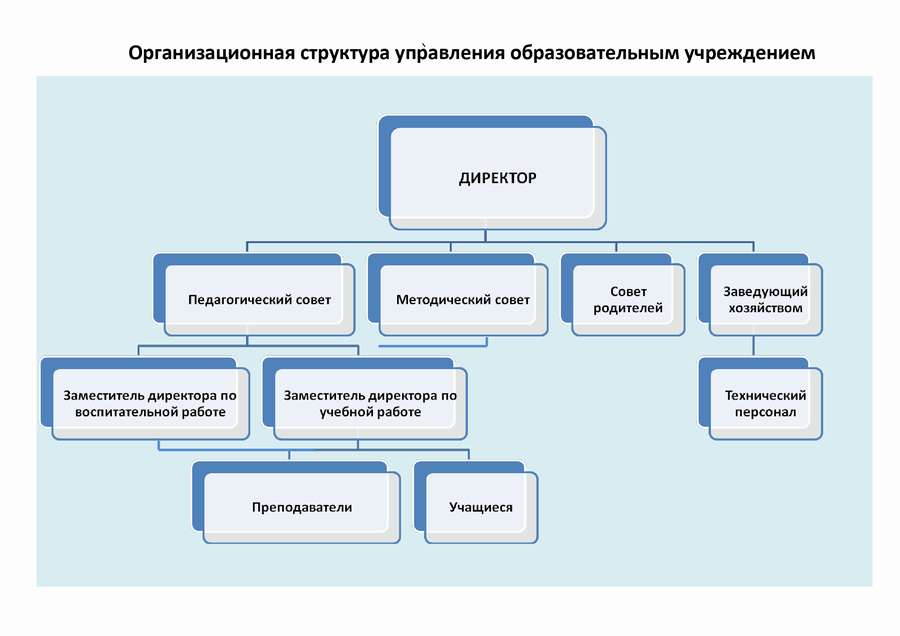 Организационная структура управления образовательным учреждением
ДИРЕКТОР
Педагогический совет
Методический совет
Совет
родителей
Заведующий
хозяйством
Заместитель директора по
воспитательной работе
Заместитель директора по
учебной работе
Технический
персонал
Преподаватели
Учащиеся